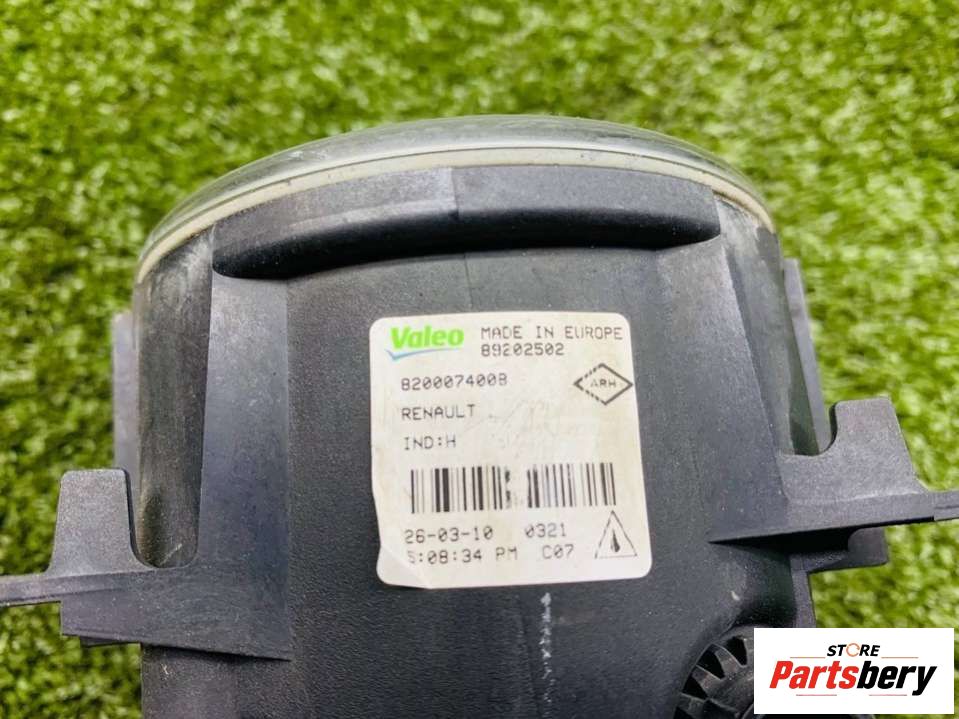 Valeo MADE IN EUROPE
89202502
8200074008
ARH
RENAULT
IND:H
26-03-10 0321
5:08:34 PM C07
STORE
Partsbery